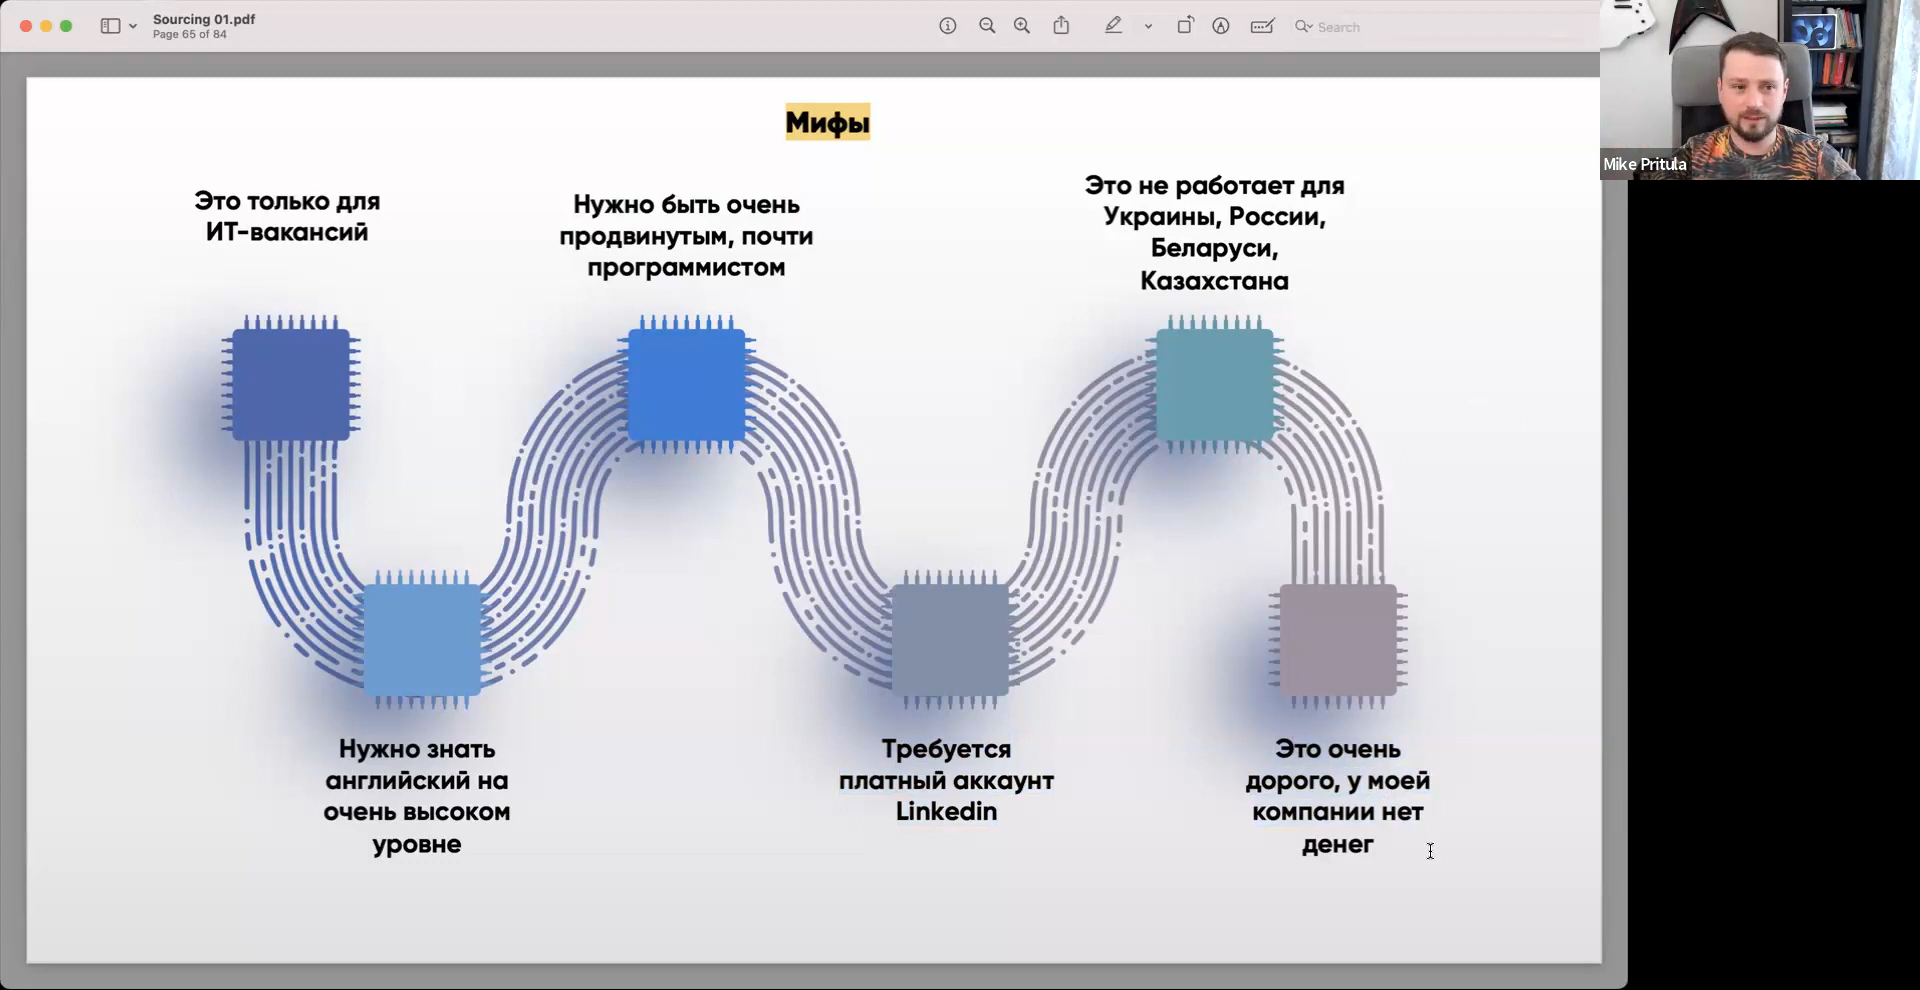 Sourcing 01.pdf
Page 65 of 84
Search
Mike Pritula
Мифы
Это только для
ИТ-вакансий
Нужно быть очень
продвинутым, почти
программистом
Это не работает для
Украины, России,
Беларуси,
Казахстана
Нужно знать
английский на
очень высоком
уровне
Требуется
платный аккаунт
Linkedin
Это очень
дорого, у моей
компании нет
денег